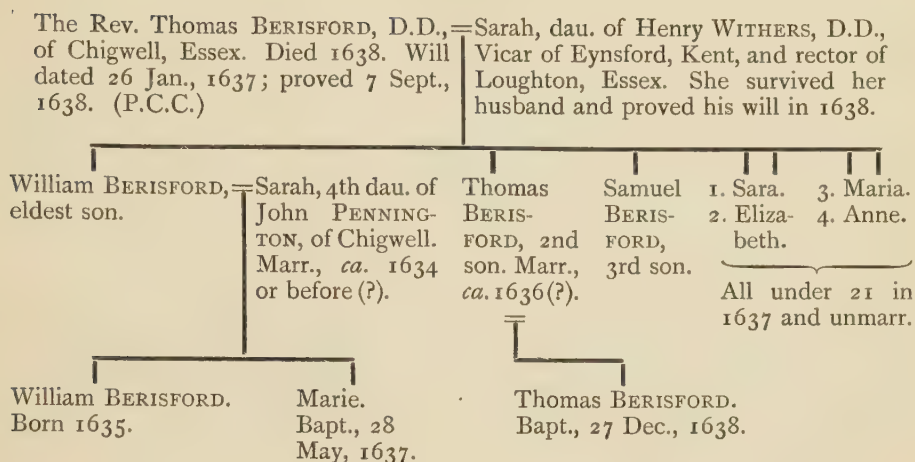 The Rev. Thomas BERISFORD, D.D.,
of Chigwell, Essex. Died 1638. Will
dated 26 Jan., 1637; proved 7 Sept.,
1638. (P.C.C.)
=Sarah, dau. of Henry WITHERS, D.D.,
Vicar of Eynsford, Kent, and rector of
Loughton, Essex. She survived her
husband and proved his will in 1638.
William BERISFORD,
eldest son.
=Sarah, 4th dau. of
John PENNING-
TON, of Chigwell.
Marr., ca. 1634
or before (?).
Thomas
BERIS-
FORD, 2nd
son. Marr.,
ca. 1636(?).
=
Samuel
BERIS-
FORD,
3rd son.
1. Sara.
2. Eliza-
beth.
3. Maria.
4. Anne.
All under 21 in
1637 and unmarr.
William BERISFORD.
Born 1635.
Marie.
Bapt., 28
May, 1637.
Thomas BERISFORD.
Bapt., 27 Dec., 1638.